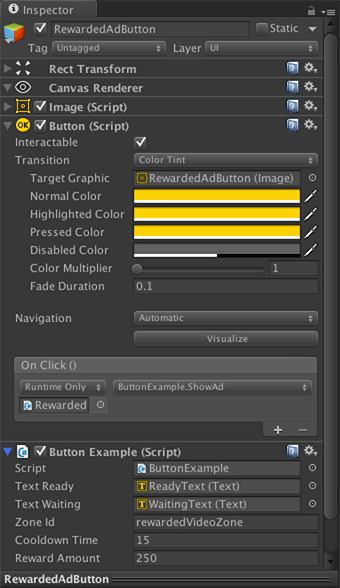 Inspector
RewardedAdButton
Static
Tag Untagged Layer UI
Rect Transform
Canvas Renderer
Image (Script)
OK Button (Script)
Interactable
Transition Color Tint
Target Graphic RewardedAdButton (Image)
Normal Color
Highlighted Color
Pressed Color
Disabled Color
Color Multiplier 1
Fade Duration 0.1
Navigation Automatic
Visualize
On Click ()
Runtime Only ButtonExample.ShowAd
Rewarded
Button Example (Script)
Script ButtonExample
Text Ready ReadyText (Text)
Text Waiting WaitingText (Text)
Zone Id rewardedVideoZone
Cooldown Time 15
Reward Amount 250
RewardedAdButton